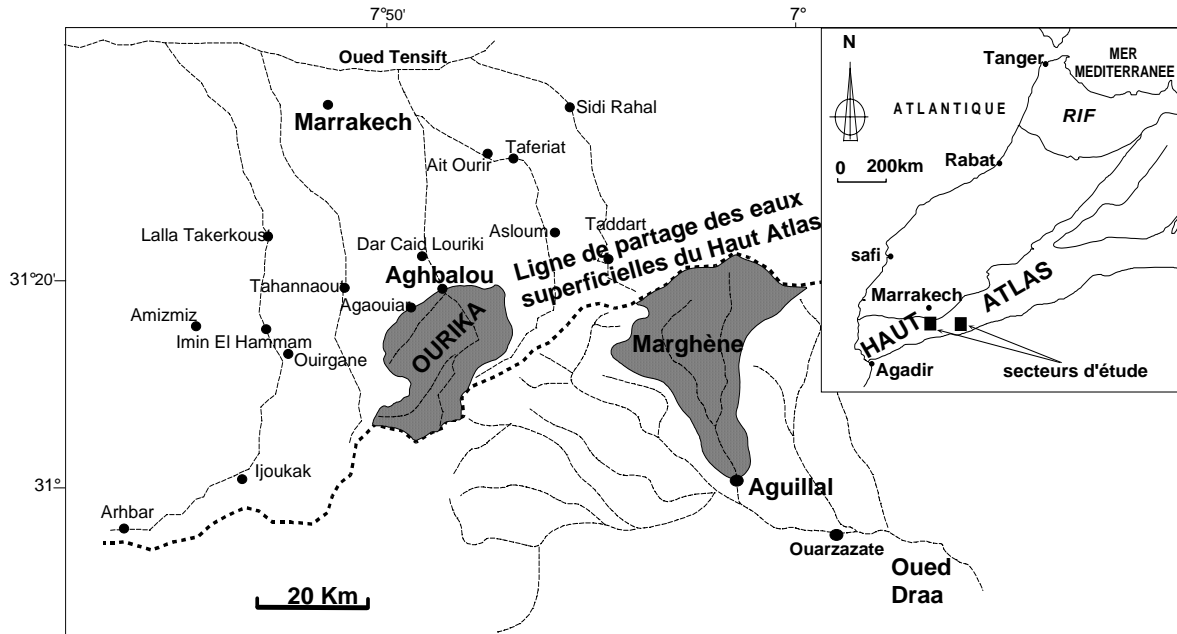 7°50'
7°
Oued Tensift
Marrakech
Sidi Rahal
Taferiat
Ait Ourir
Lalla Takerkoust
Dar Caid Louriki
Asloum
Taddart
Ligne de partage des eaux
superficielles du Haut Atlas
31°20'
Aghbalou
Tahannaout
Agaouiar
Amizmiz
Imin El Hammam
Ouirgane
OURIKA
Marghène
31°
Ijoukak
Aguillal
Arhbar
Ouarzazate
Oued
Draa
20 Km
N
Tanger
MER
MEDITERRANEE
ATLANTIQUE
RIF
0 200km
Rabat
safi
Marrakech
HAUT ATLAS
Agadir
secteurs d'étude